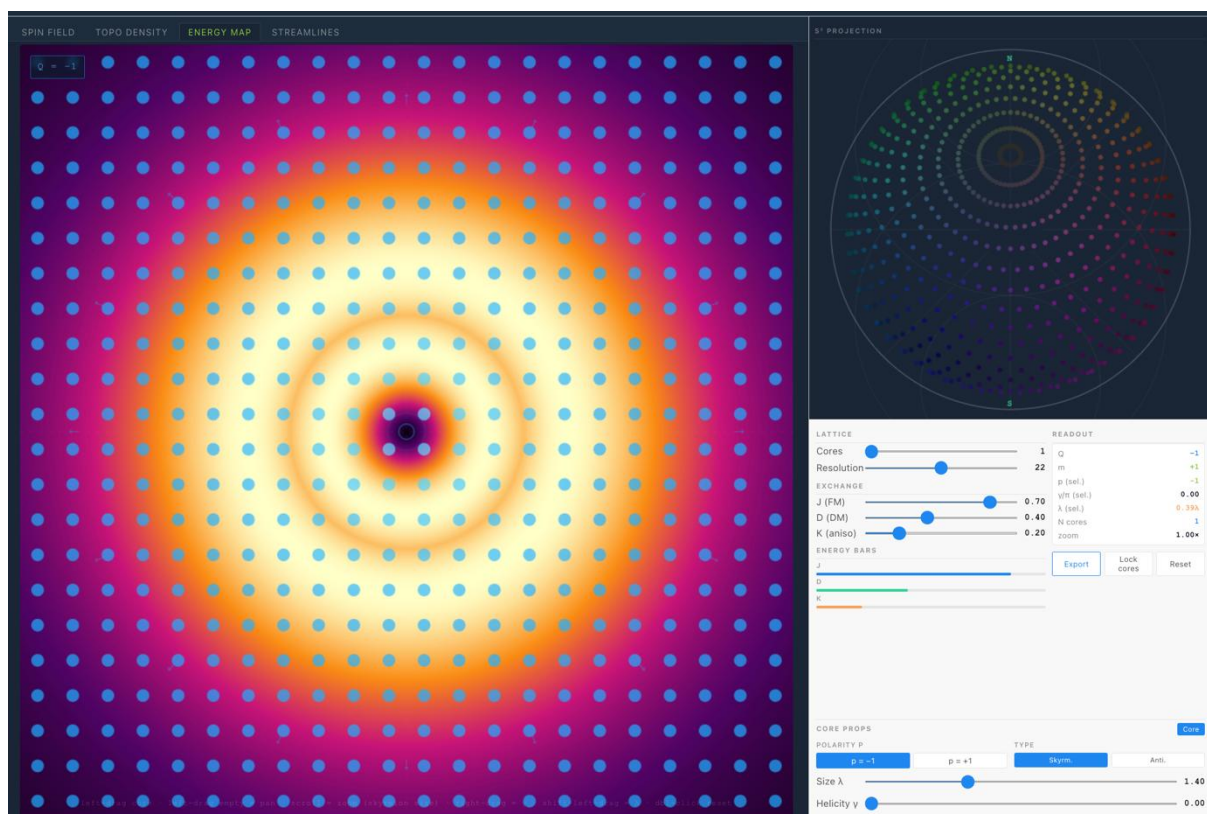 SPIN FIELD TOPO DENSITY ENERGY MAP STREAMLINES
S² PROJECTION
Q = −1
N
S
LATTICE
Cores 1
Resolution 22
EXCHANGE
J (FM) 0.70
D (DM) 0.40
K (aniso) 0.20
ENERGY BARS
J
D
K
READOUT
Q −1
m +1
p (sel.) −1
γ/π (sel.) 0.00
λ (sel.) 0.39λ
N cores 1
zoom 1.00×
Export Lock cores Reset
CORE PROPS Core
POLARITY P TYPE
p = −1 p = +1 Skyrm. Anti.
Size λ 1.40
Helicity γ 0.00